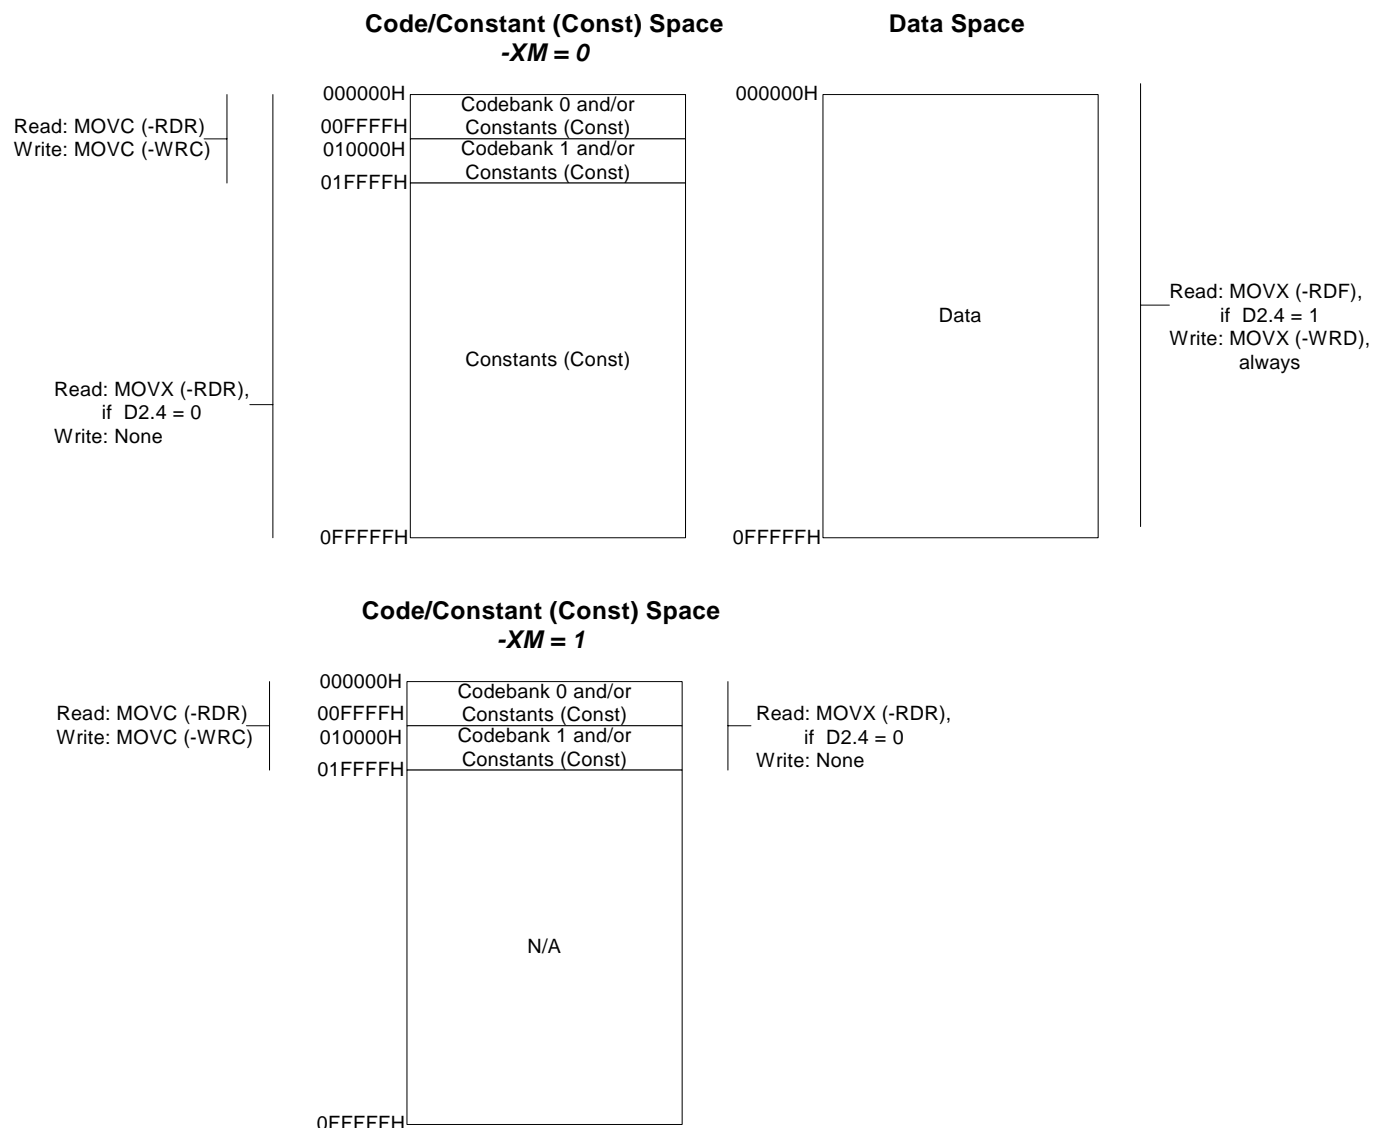 Code/Constant (Const) Space
-XM = 0
Data Space
000000H
Codebank 0 and/or
Constants (Const)
00FFFFH
010000H
Codebank 1 and/or
Constants (Const)
01FFFFH
Constants (Const)
0FFFFFH
Read: MOVC (-RDR)
Write: MOVC (-WRC)
Read: MOVX (-RDR),
if D2.4 = 0
Write: None
000000H
Data
0FFFFFH
Read: MOVX (-RDF),
if D2.4 = 1
Write: MOVX (-WRD),
always
Code/Constant (Const) Space
-XM = 1
000000H
Codebank 0 and/or
Constants (Const)
00FFFFH
010000H
Codebank 1 and/or
Constants (Const)
01FFFFH
N/A
0FFFFFH
Read: MOVC (-RDR)
Write: MOVC (-WRC)
Read: MOVX (-RDR),
if D2.4 = 0
Write: None